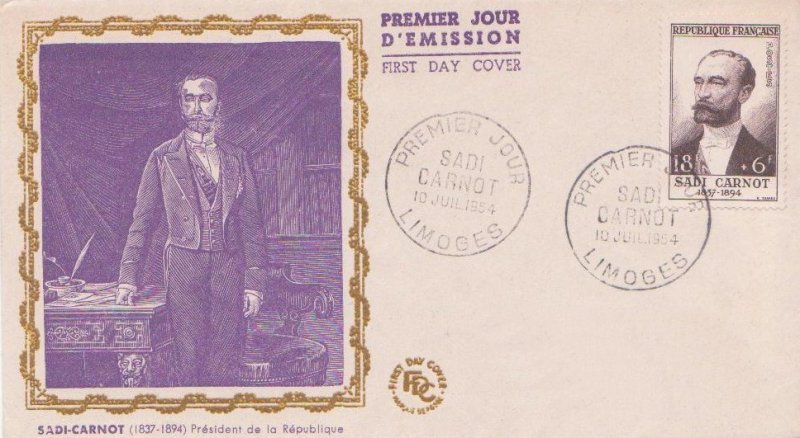 PREMIER JOUR
D'EMISSION
FIRST DAY COVER
REPUBLIQUE FRANÇAISE
18
+6F
SADI CARNOT
1837-1894
PREMIER JOUR
SADI
CARNOT
10 JUIL.1954
LIMOGES
PREMIER JOUR
SADI
CARNOT
10 JUIL.1954
LIMOGES
FIRST DAY COVER
FDC
SADI-CARNOT (1837-1894) Président de la République